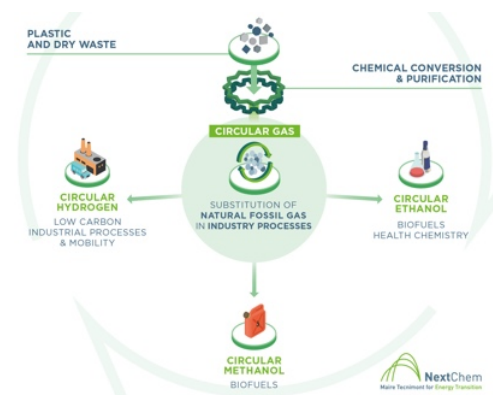 PLASTIC
AND DRY WASTE
CHEMICAL CONVERSION
& PURIFICATION
CIRCULAR GAS
SUBSTITUTION OF
NATURAL FOSSIL GAS
IN INDUSTRY PROCESSES
CIRCULAR
HYDROGEN
LOW CARBON
INDUSTRIAL PROCESSES
& MOBILITY
CIRCULAR
ETHANOL
BIOFUELS
HEALTH CHEMISTRY
CIRCULAR
METHANOL
BIOFUELS
NextChem
Maire Tecnimont for Energy Transition